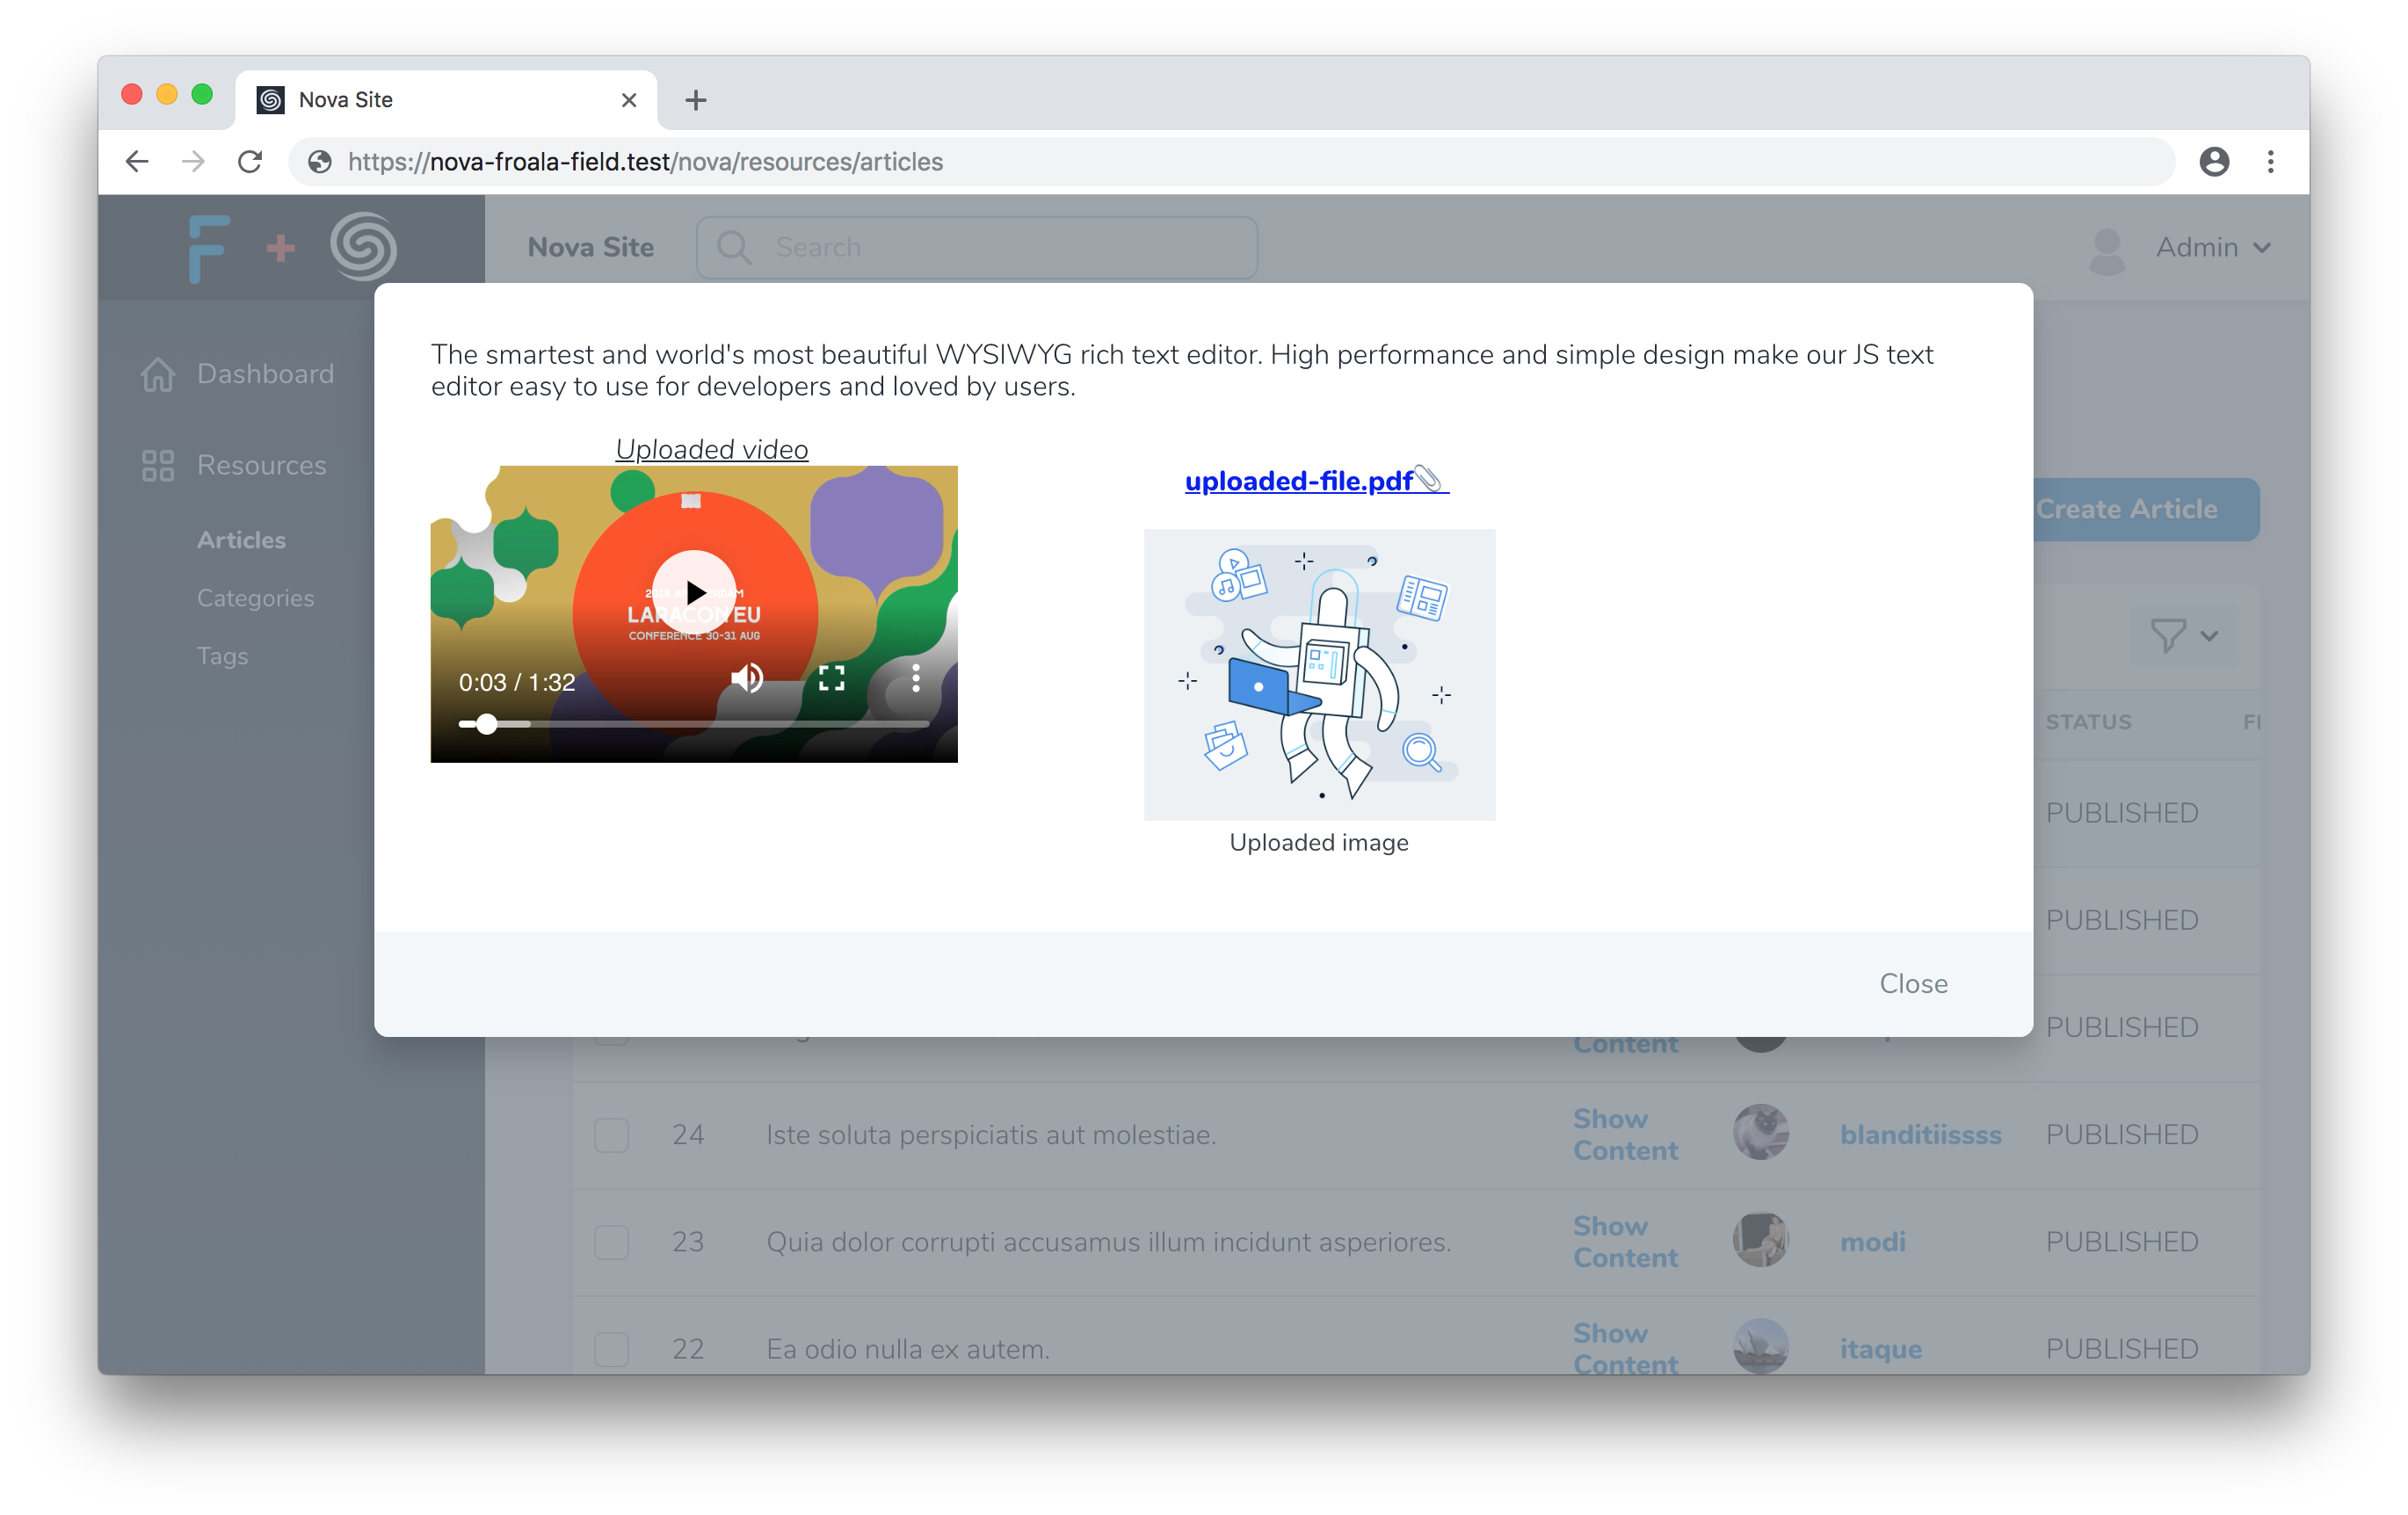 Nova Site
https://nova-froala-field.test/nova/resources/articles
F +
Nova Site
Search
Admin
Dashboard
Resources
Articles
Categories
Tags
The smartest and world's most beautiful WYSIWYG rich text editor. High performance and simple design make our JS text
editor easy to use for developers and loved by users.
Uploaded video
uploaded-file.pdf
LARACON EU
CONFERENCE 30-31 AUG
0:03 / 1:32
Uploaded image
Close
Create Article
STATUS
PUBLISHED
PUBLISHED
Content
PUBLISHED
24
Iste soluta perspiciatis aut molestiae.
Show
Content
blanditiissss
PUBLISHED
23
Quia dolor corrupti accusamus illum incidunt asperiores.
Show
Content
modi
PUBLISHED
22
Ea odio nulla ex autem.
Show
Content
itaque
PUBLISHED